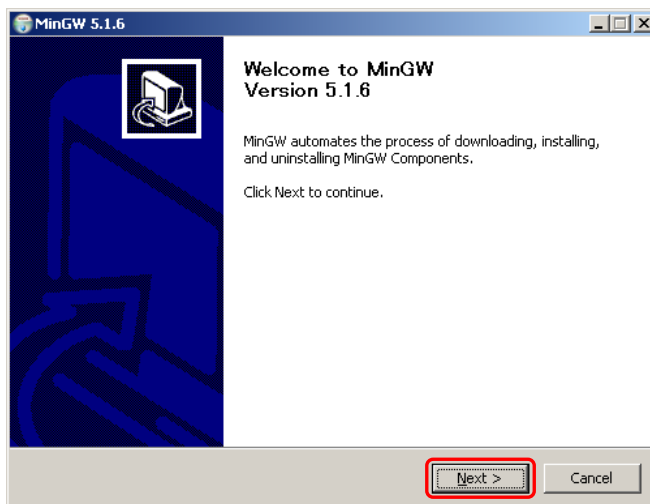 MinGW 5.1.6
Welcome to MinGW
Version 5.1.6
MinGW automates the process of downloading, installing,
and uninstalling MinGW Components.
Click Next to continue.
Next > Cancel